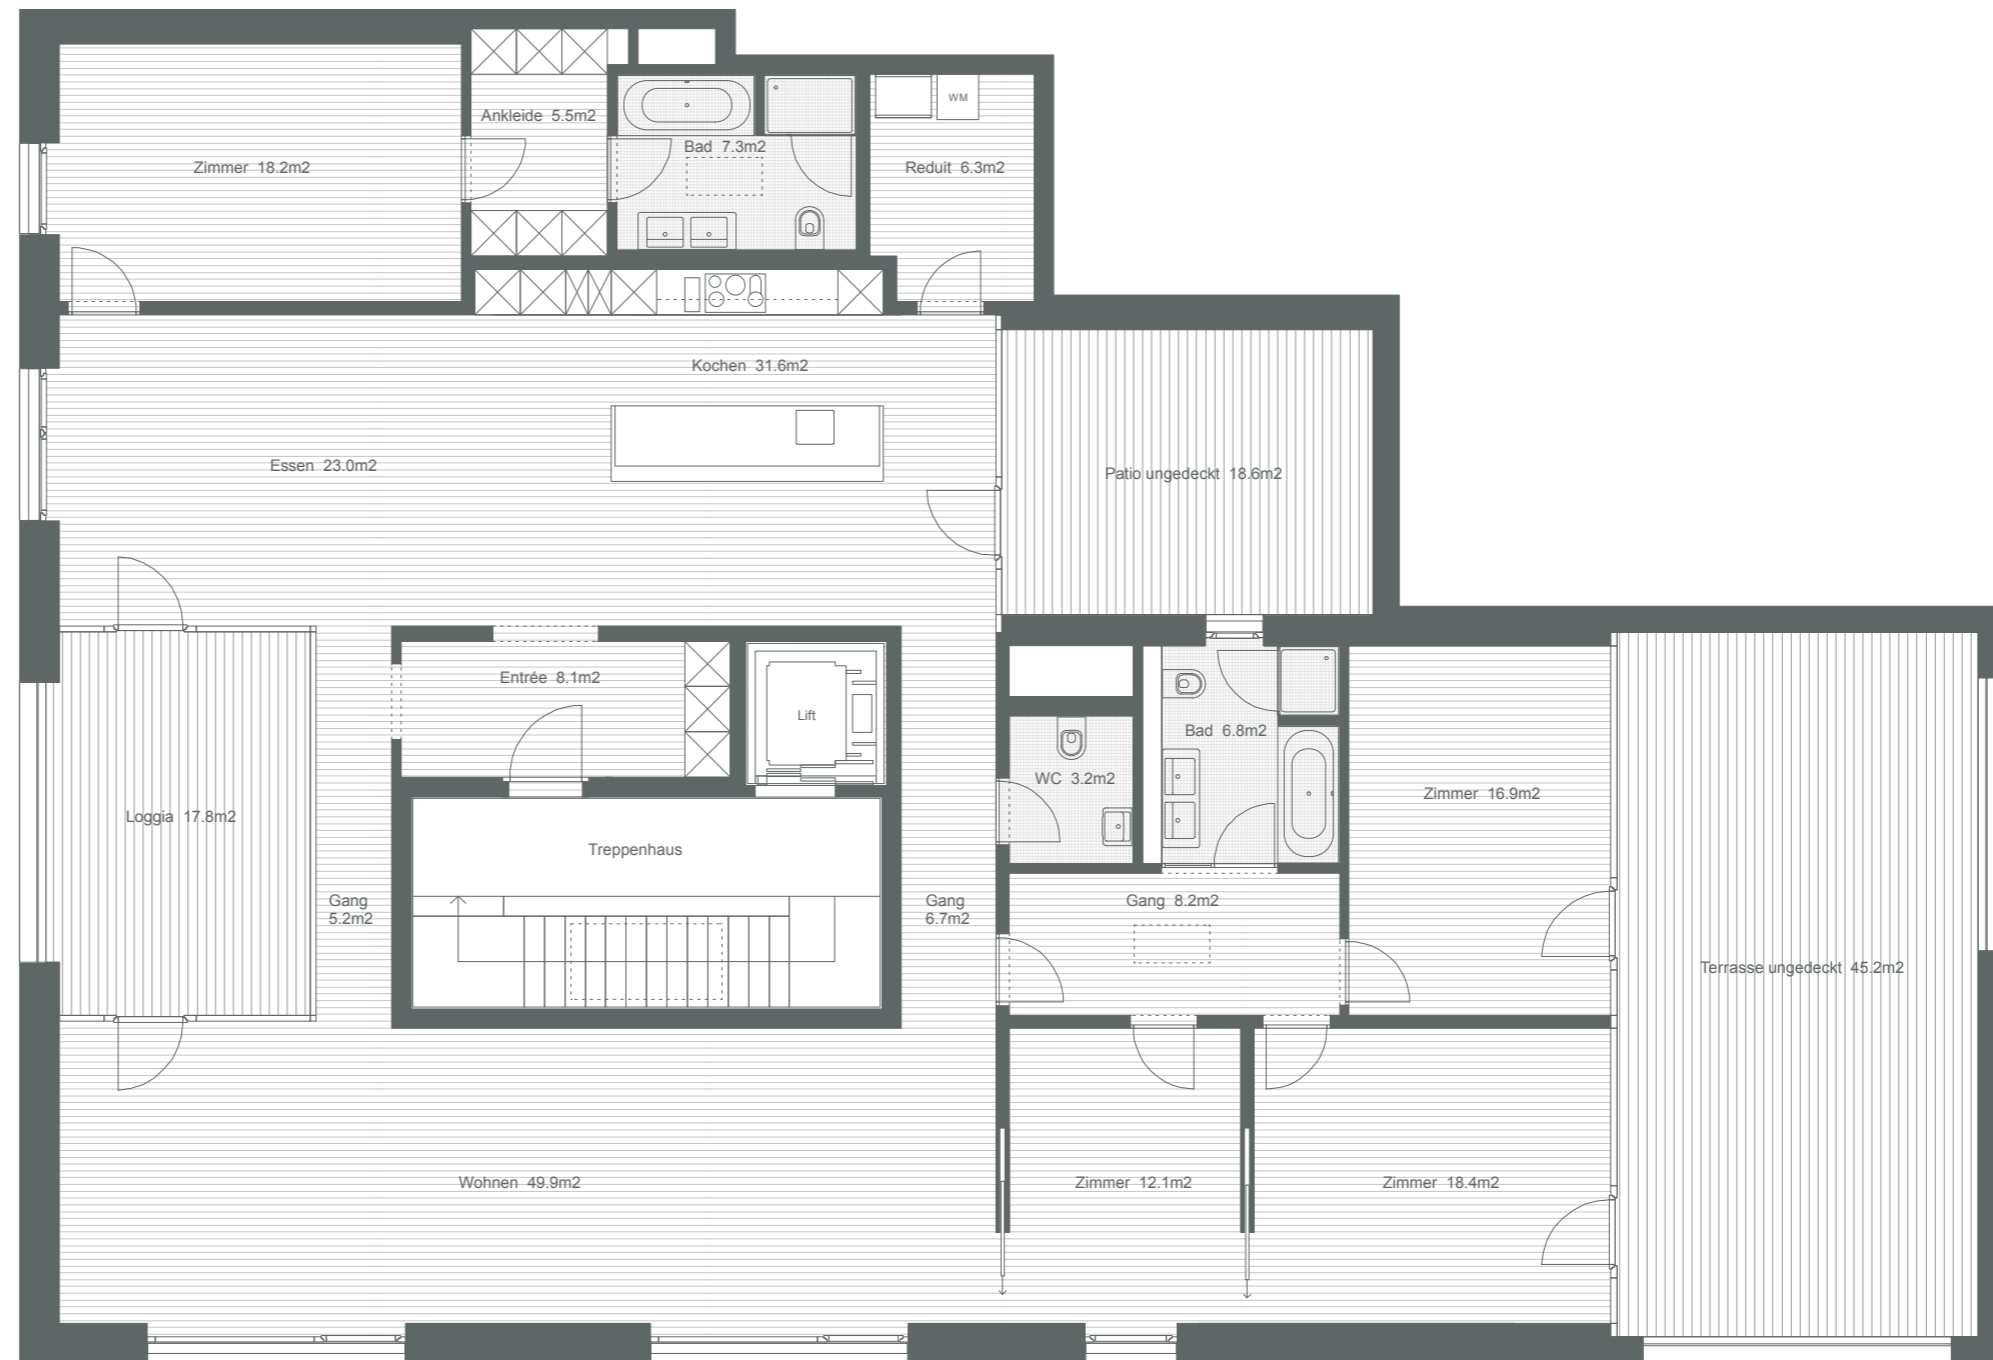 Ankleide 5.5m2
WM
Bad 7.3m2
Zimmer 18.2m2
Reduit 6.3m2
Kochen 31.6m2
Essen 23.0m2
Patio ungedeckt 18.6m2
Entrée 8.1m2
Lift
Bad 6.8m2
WC 3.2m2
Zimmer 16.9m2
Loggia 17.8m2
Treppenhaus
Gang
5.2m2
Gang
6.7m2
Gang 8.2m2
Terrasse ungedeckt 45.2m2
Wohnen 49.9m2
Zimmer 12.1m2
Zimmer 18.4m2